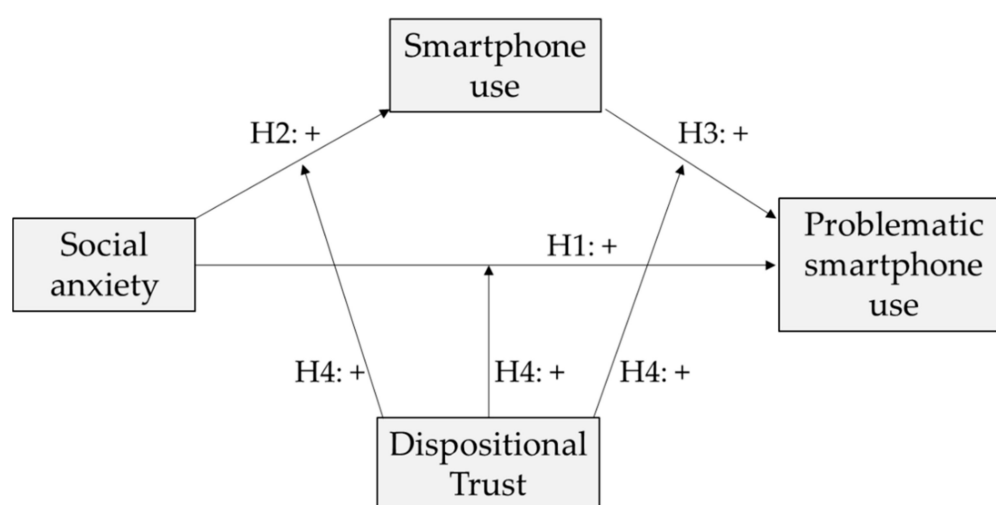 Smartphone
use
H2: +
H3: +
Social
anxiety
H1: +
Problematic
smartphone
use
H4: +
H4: +
H4: +
Dispositional
Trust